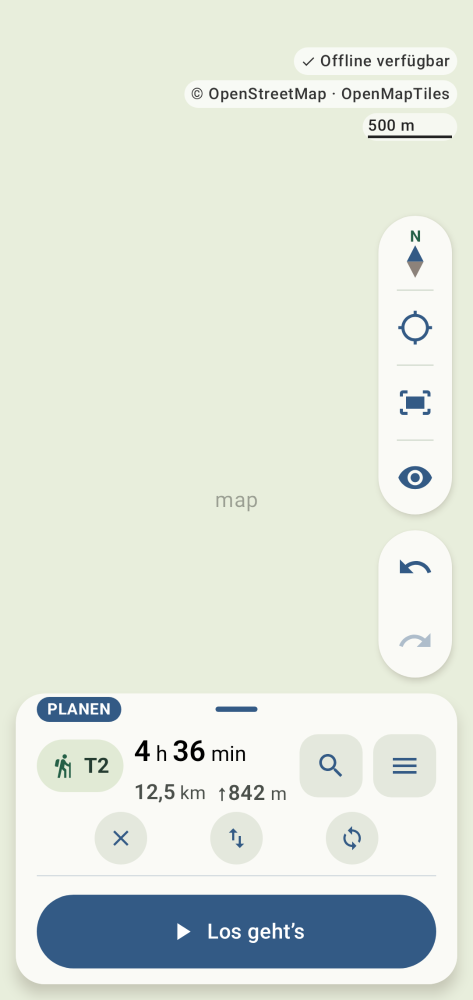 ✓ Offline verfügbar
© OpenStreetMap · OpenMapTiles
500 m
N
map
PLANEN
T2
4 h 36 min
12,5 km ↑842 m
Los geht’s